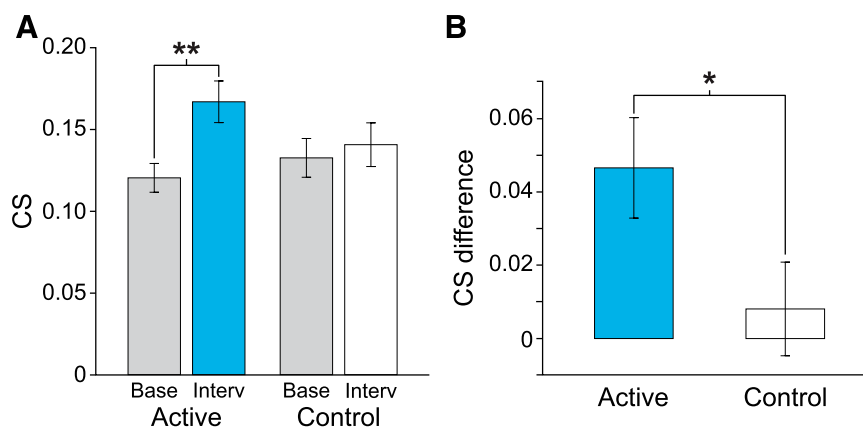 A
B
**
*
0.20
0.15
0.10
0.05
0
CS
Base Interv Base Interv
Active Control
0.06
0.04
0.02
0
CS difference
Active Control